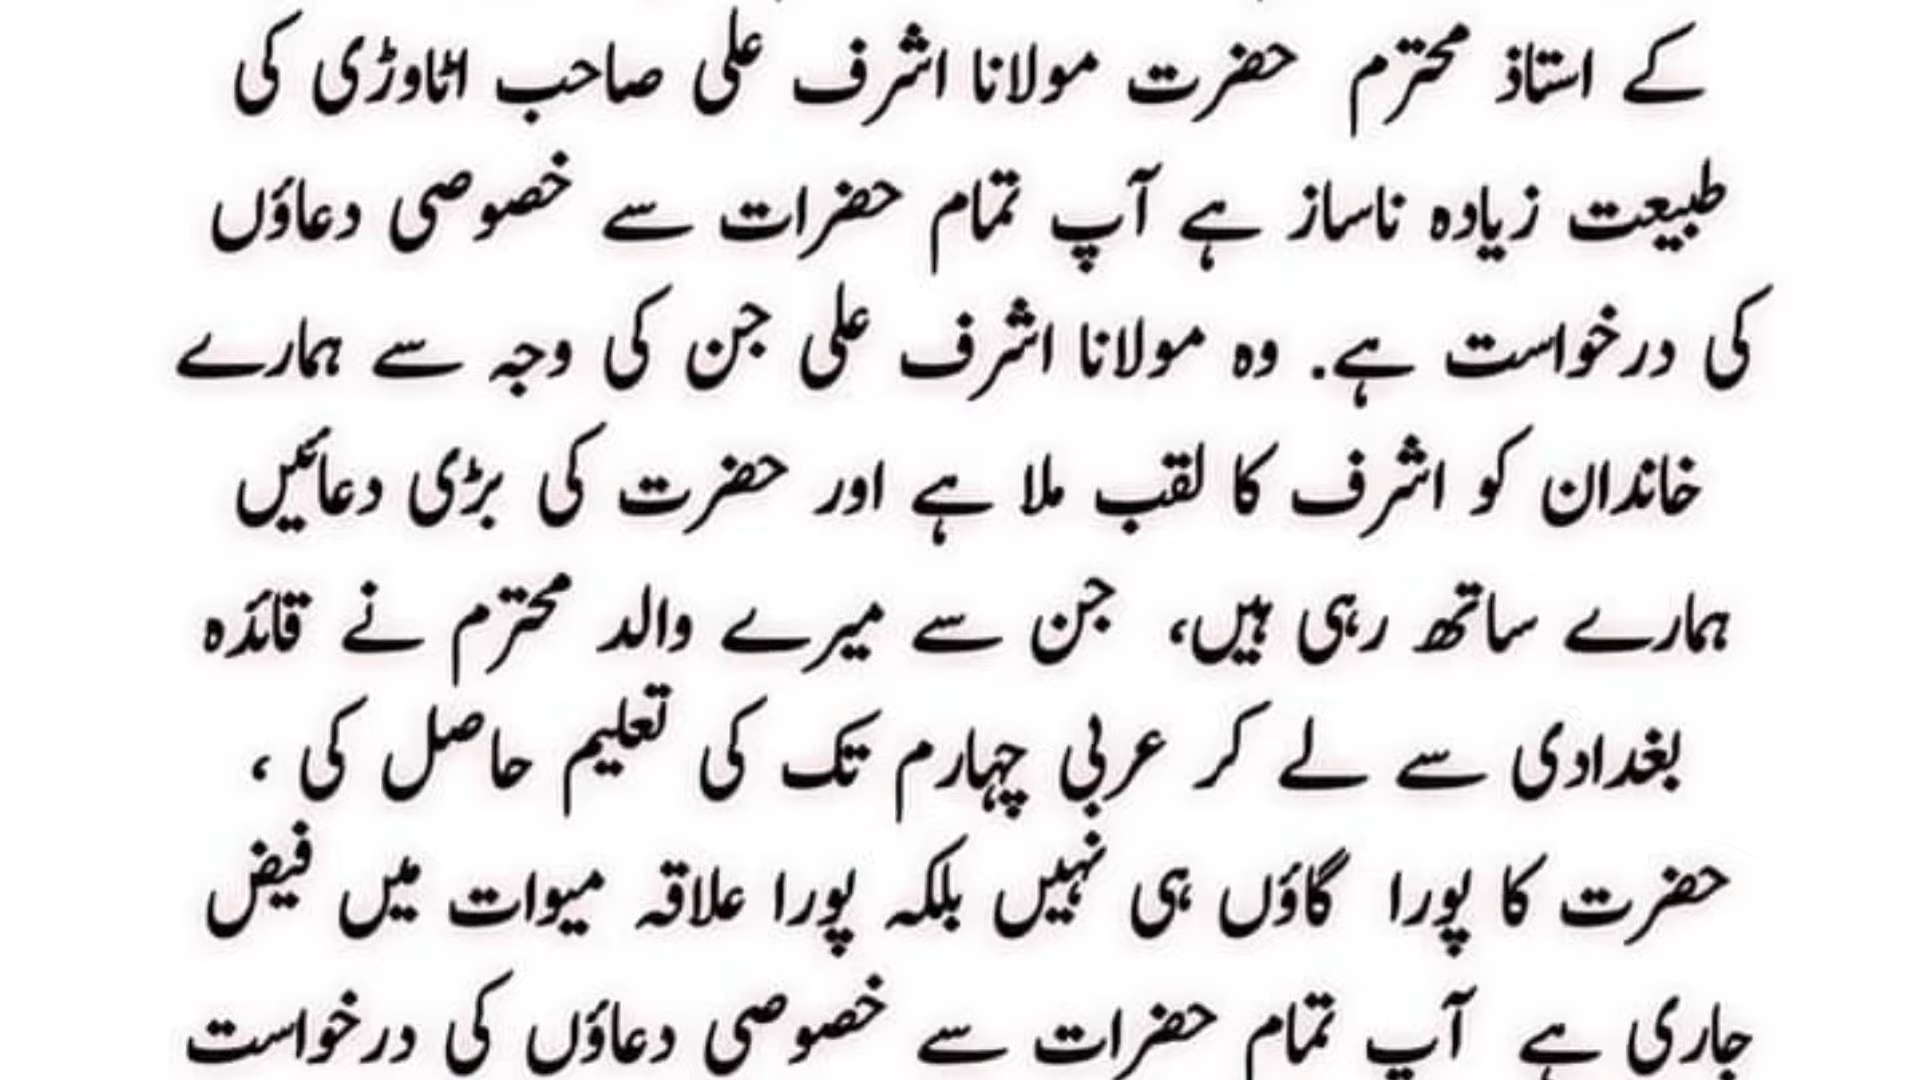 کے استاذ محترم حضرت مولانا اشرف علی صاحب اٹاوڑی کی
طبیعت زیادہ ناساز ہے آپ تمام حضرات سے خصوصی دعاؤں
کی درخواست ہے. وہ مولانا اشرف علی جن کی وجہ سے ہمارے
خاندان کو اشرف کا لقب ملا ہے اور حضرت کی بڑی دعائیں
ہمارے ساتھ رہی ہیں، جن سے میرے والد محترم نے قائدہ
بغدادی سے لے کر عربی چہارم تک کی تعلیم حاصل کی ،
حضرت کا پورا گاؤں ہی نہیں بلکہ پورا علاقہ میوات میں فیض
جاری ہے آپ تمام حضرات سے خصوصی دعاؤں کی درخواست